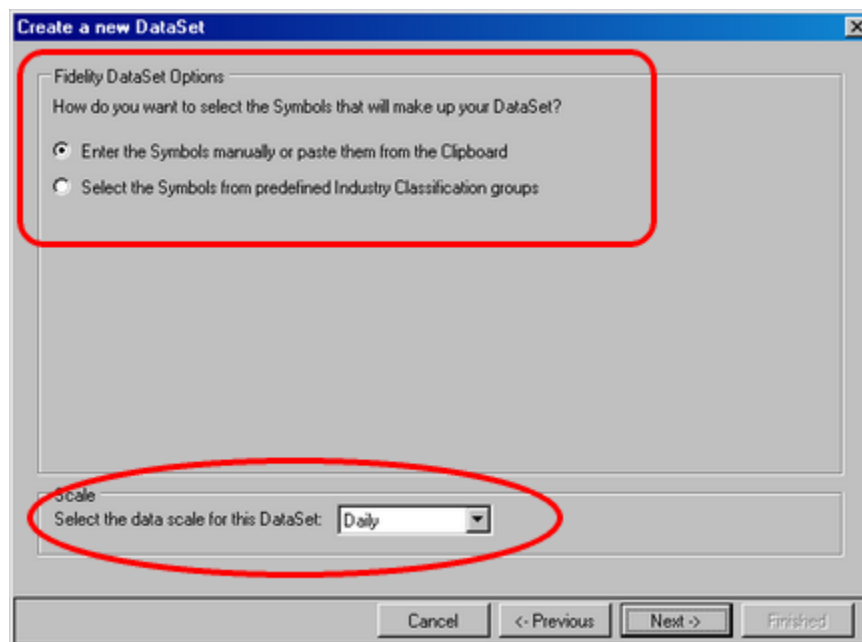 Create a new DataSet
Fidelity DataSet Options
How do you want to select the Symbols that will make up your DataSet?
Enter the Symbols manually or paste them from the Clipboard
Select the Symbols from predefined Industry Classification groups
Scale
Select the data scale for this DataSet: Daily
Cancel <- Previous Next -> Finished